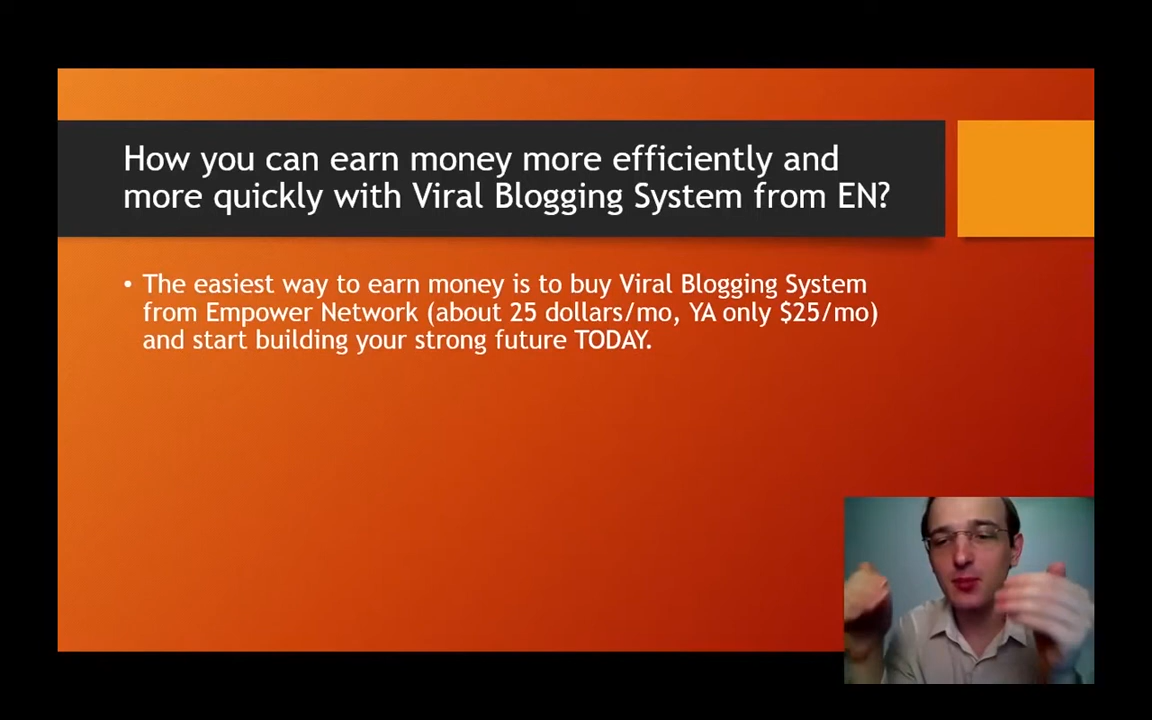 How you can earn money more efficiently and
more quickly with Viral Blogging System from EN?
• The easiest way to earn money is to buy Viral Blogging System
from Empower Network (about 25 dollars/mo, YA only $25/mo)
and start building your strong future TODAY.